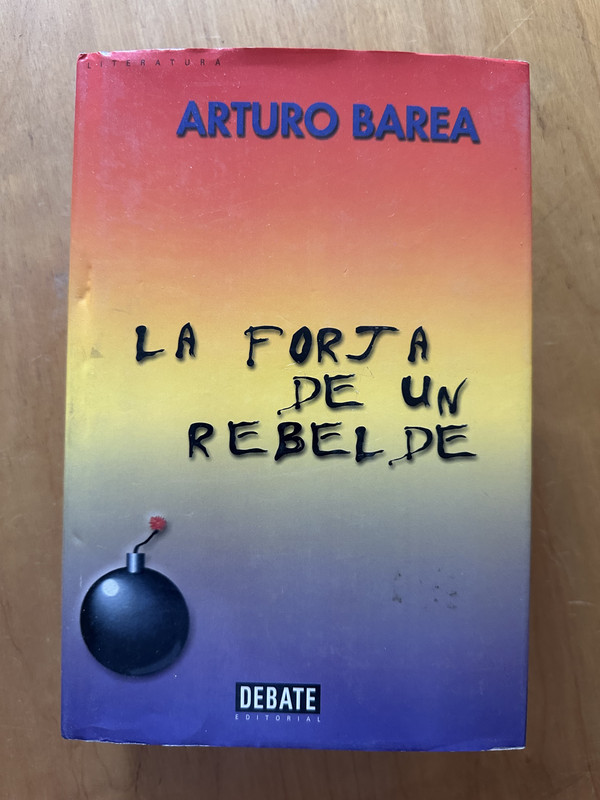 LITERATURA
ARTURO BAREA
LA FORJA
DE UN
REBELDE
DEBATE
EDITORIAL